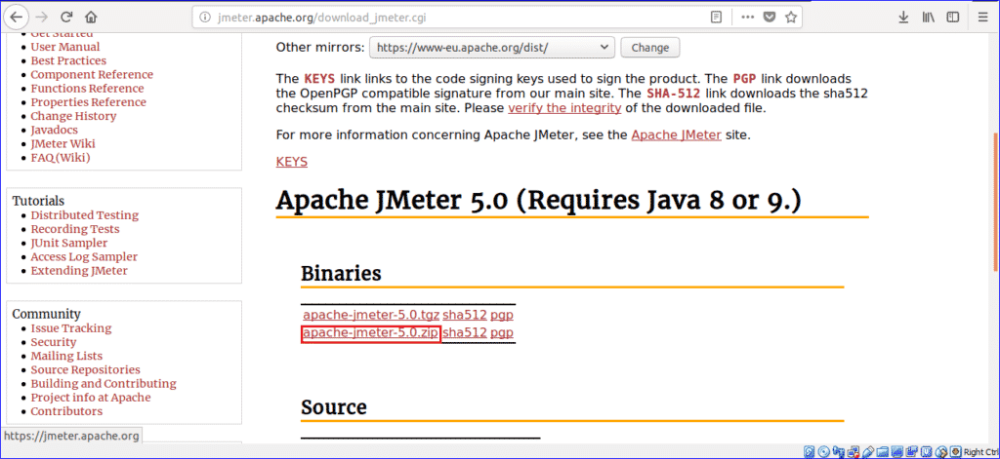 jmeter.apache.org/download_jmeter.cgi
Get Started
User Manual
Best Practices
Component Reference
Functions Reference
Properties Reference
Change History
Javadocs
JMeter Wiki
FAQ (Wiki)
Tutorials
Distributed Testing
Recording Tests
JUnit Sampler
Access Log Sampler
Extending JMeter
Community
Issue Tracking
Security
Mailing Lists
Source Repositories
Building and Contributing
Project info at Apache
Contributors
https://jmeter.apache.org
Other mirrors: https://www-eu.apache.org/dist/ Change
The KEYS link links to the code signing keys used to sign the product. The PGP link downloads
the OpenPGP compatible signature from our main site. The SHA-512 link downloads the sha512
checksum from the main site. Please verify the integrity of the downloaded file.
For more information concerning Apache JMeter, see the Apache JMeter site.
KEYS
Apache JMeter 5.0 (Requires Java 8 or 9.)
Binaries
apache-jmeter-5.0.tgz sha512 pgp
apache-jmeter-5.0.zip sha512 pgp
Source
Right Ctrl